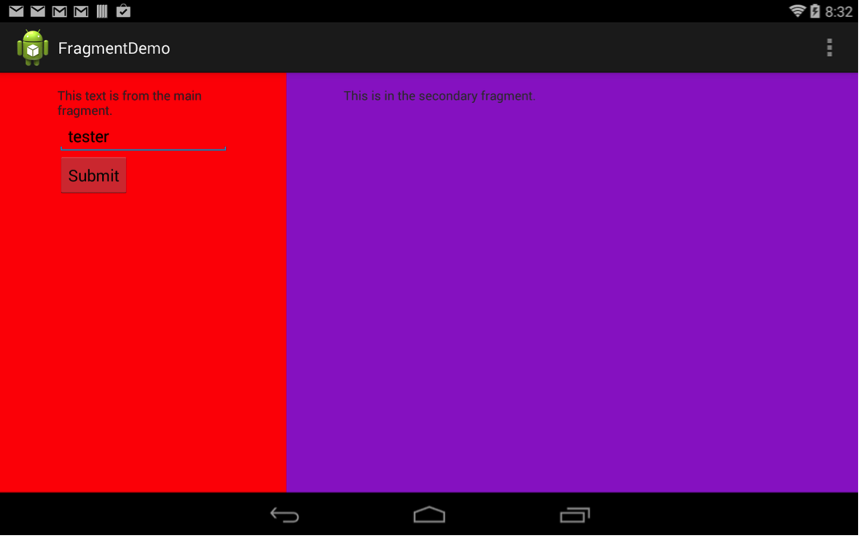 8:32
FragmentDemo
This text is from the main
fragment.
tester
Submit
This is in the secondary fragment.